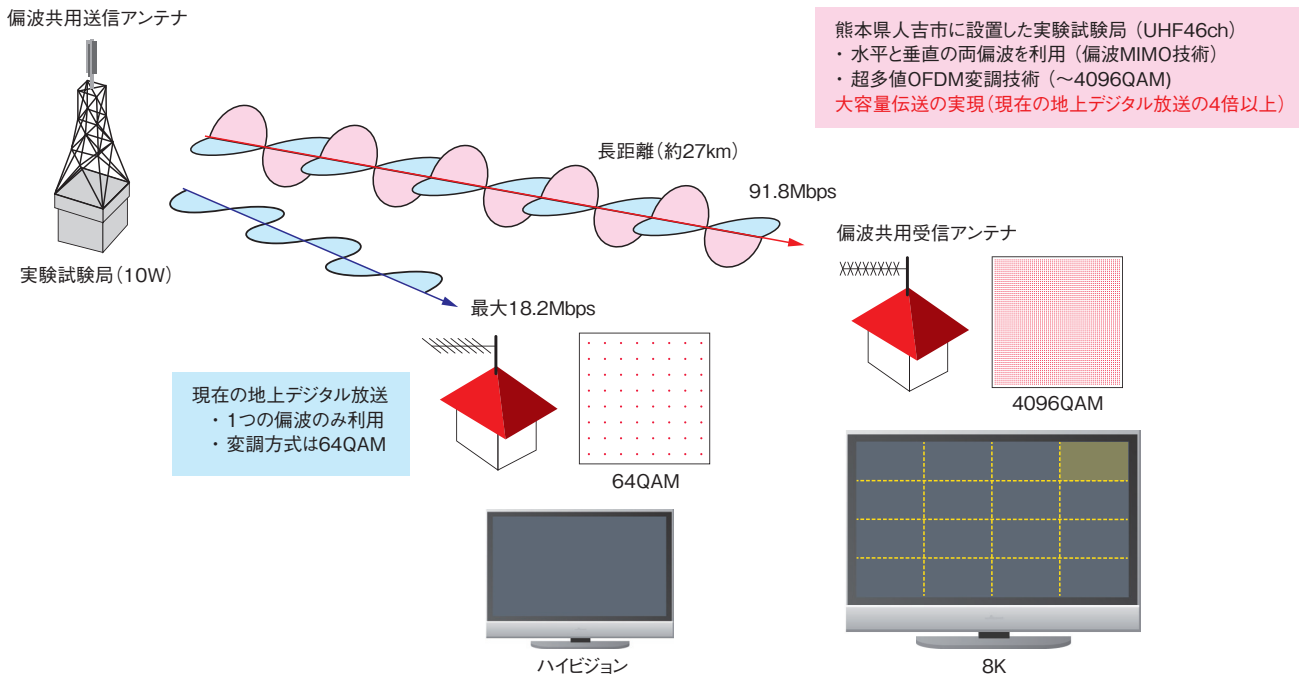 偏波共用送信アンテナ
熊本県人吉市に設置した実験試験局（UHF46ch）
・ 水平と垂直の両偏波を利用（偏波MIMO技術）
・ 超多値OFDM変調技術（～4096QAM）
大容量伝送の実現（現在の地上デジタル放送の4倍以上）
長距離（約27km）
91.8Mbps
偏波共用受信アンテナ
実験試験局（10W）
最大18.2Mbps
現在の地上デジタル放送
・ 1つの偏波のみ利用
・ 変調方式は64QAM
64QAM
4096QAM
ハイビジョン
8K